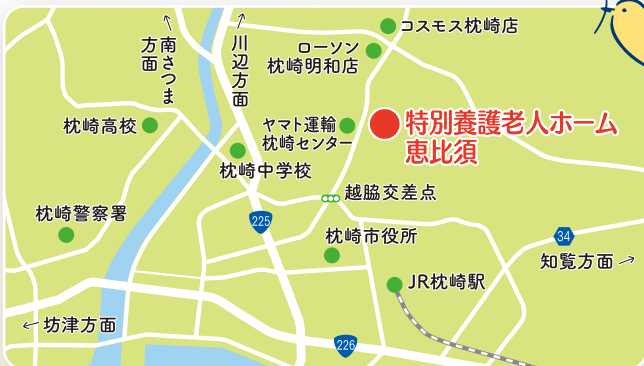 コスモス枕崎店
ローソン
枕崎明和店
南さつま
方面
川辺方面
特別養護老人ホーム
恵比須
枕崎高校
ヤマト運輸
枕崎センター
枕崎中学校
越脇交差点
225
枕崎警察署
枕崎市役所
34
知覧方面
JR枕崎駅
坊津方面
226